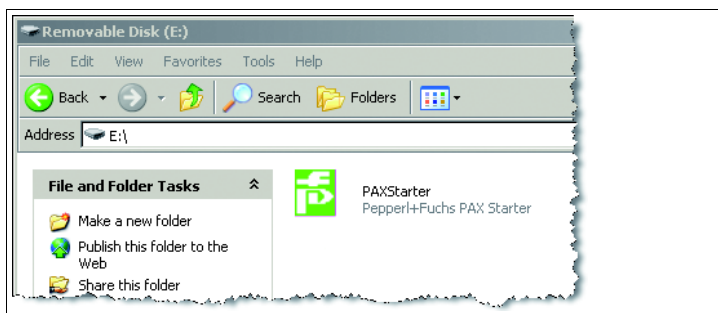 Removable Disk (E:)
File Edit View Favorites Tools Help
Back Search Folders
Address E:\
File and Folder Tasks
Make a new folder
Publish this folder to the
Web
Share this folder
PAXStarter
Pepperl+Fuchs PAX Starter